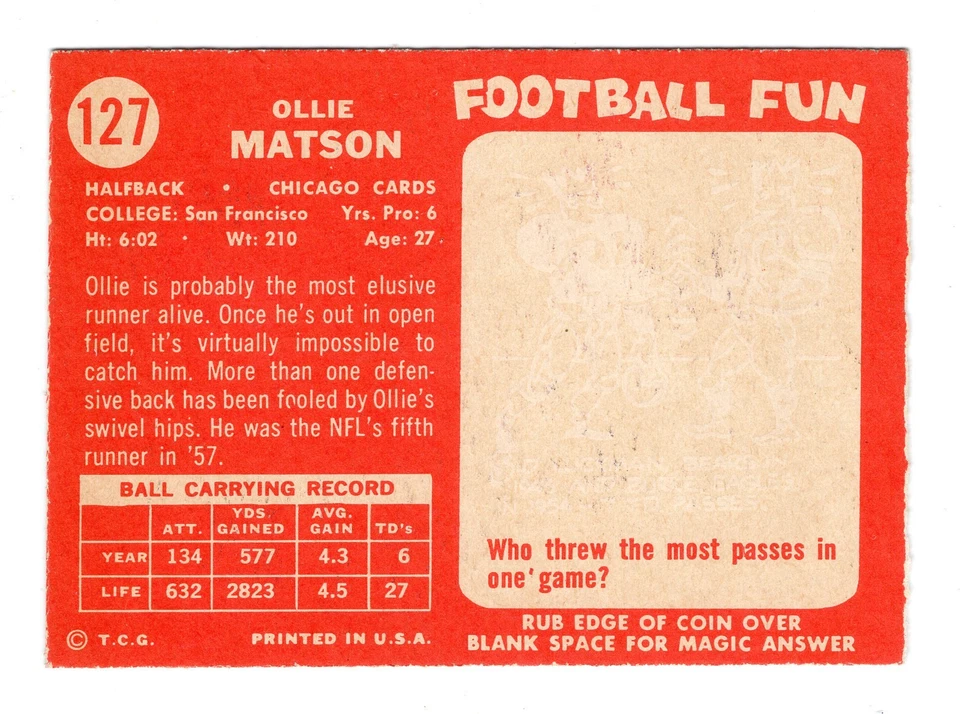 127
OLLIE
MATSON
HALFBACK • CHICAGO CARDS
COLLEGE: San Francisco Yrs. Pro: 6
Ht: 6:02 · Wt: 210 Age: 27.
Ollie is probably the most elusive
runner alive. Once he's out in open
field, it's virtually impossible to
catch him. More than one defen-
sive back has been fooled by Ollie's
swivel hips. He was the NFL's fifth
runner in '57.
BALL CARRYING RECORD
ATT. YDS. GAINED AVG. GAIN TD's
YEAR 134 577 4.3 6
LIFE 632 2823 4.5 27
© T.C.G. PRINTED IN U.S.A.
FOOTBALL FUN
Who threw the most passes in
one game?
RUB EDGE OF COIN OVER
BLANK SPACE FOR MAGIC ANSWER